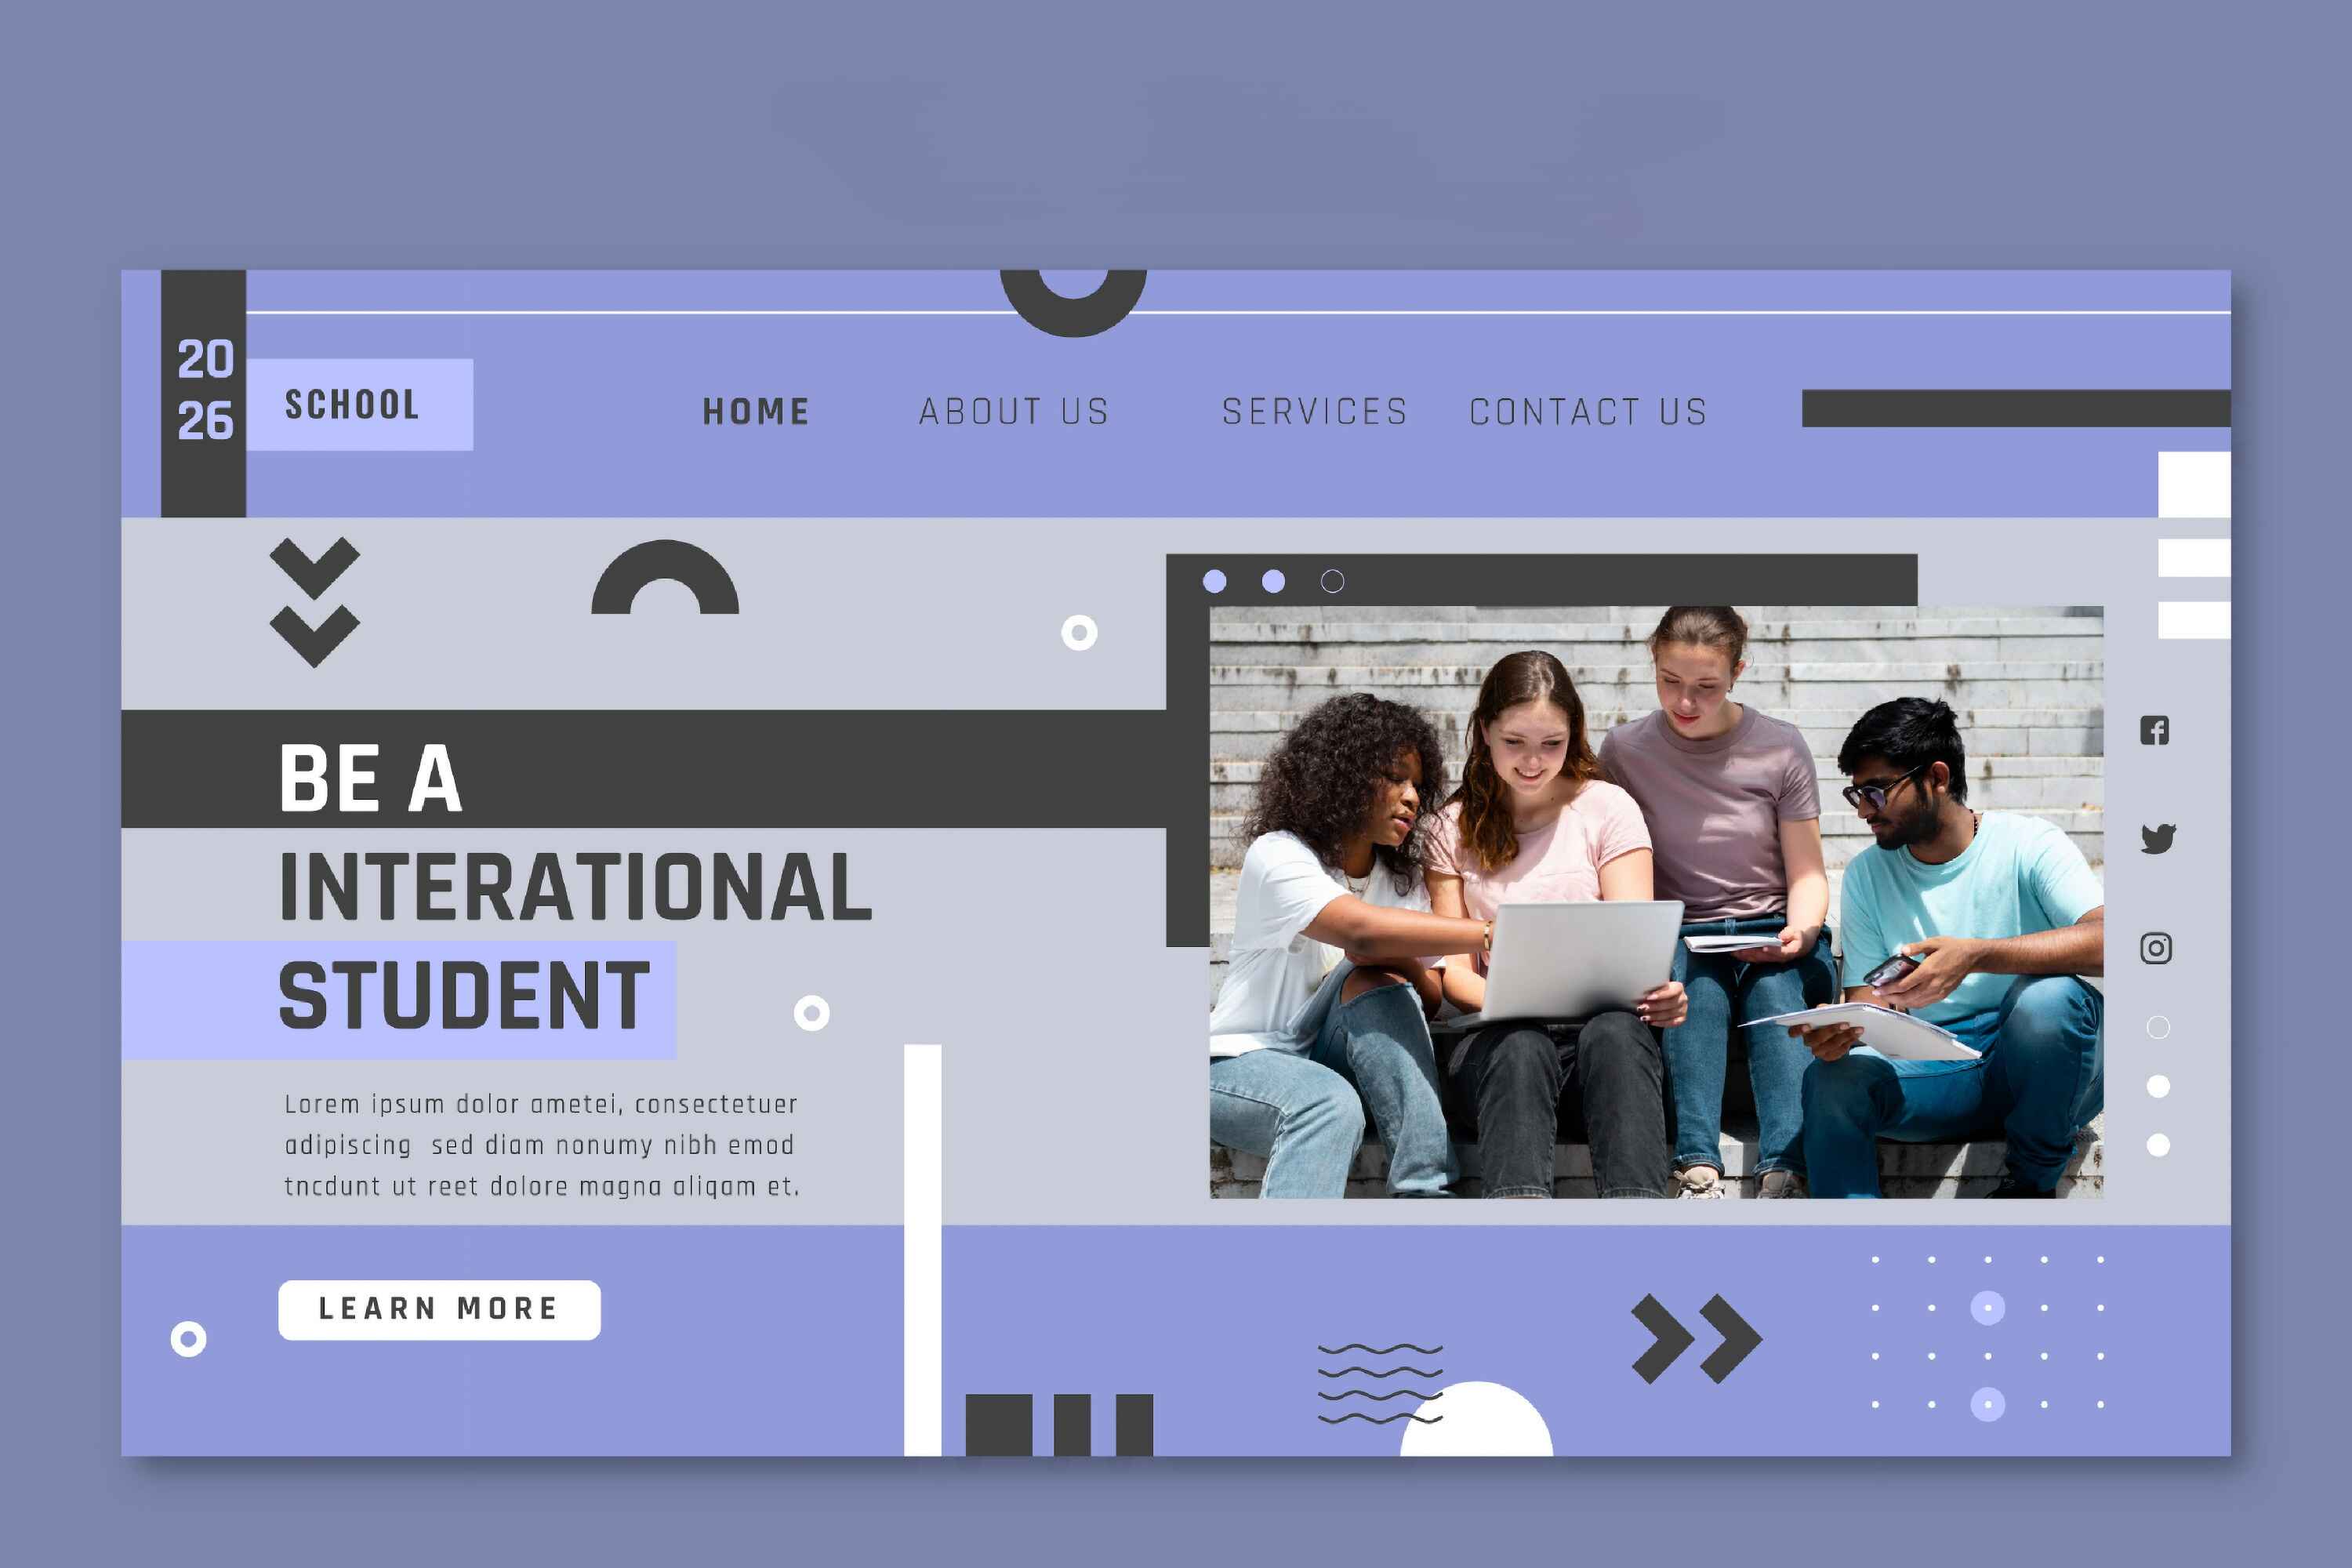 20
26
SCHOOL
HOME ABOUT US SERVICES CONTACT US
BE A
INTERATIONAL
STUDENT
Lorem ipsum dolor ametei, consectetuer
adipiscing sed diam nonumy nibh emod
tncdunt ut reet dolore magna aliqam et.
LEARN MORE